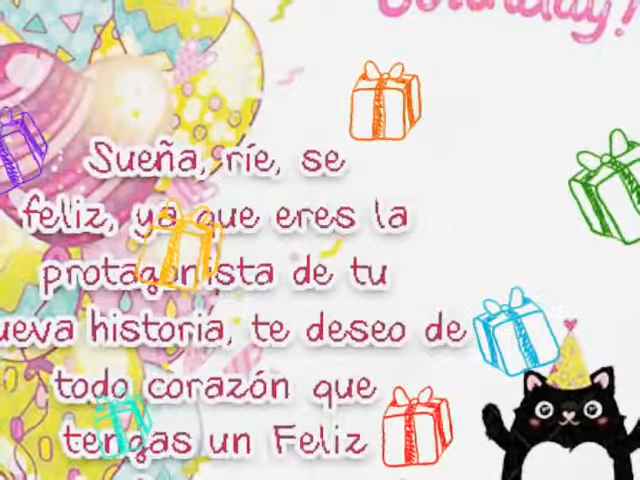 Sueña, ríe, se
feliz, ya que eres la
protagonista de tu
historia, te deseo de
todo corazón que
tengas un Feliz